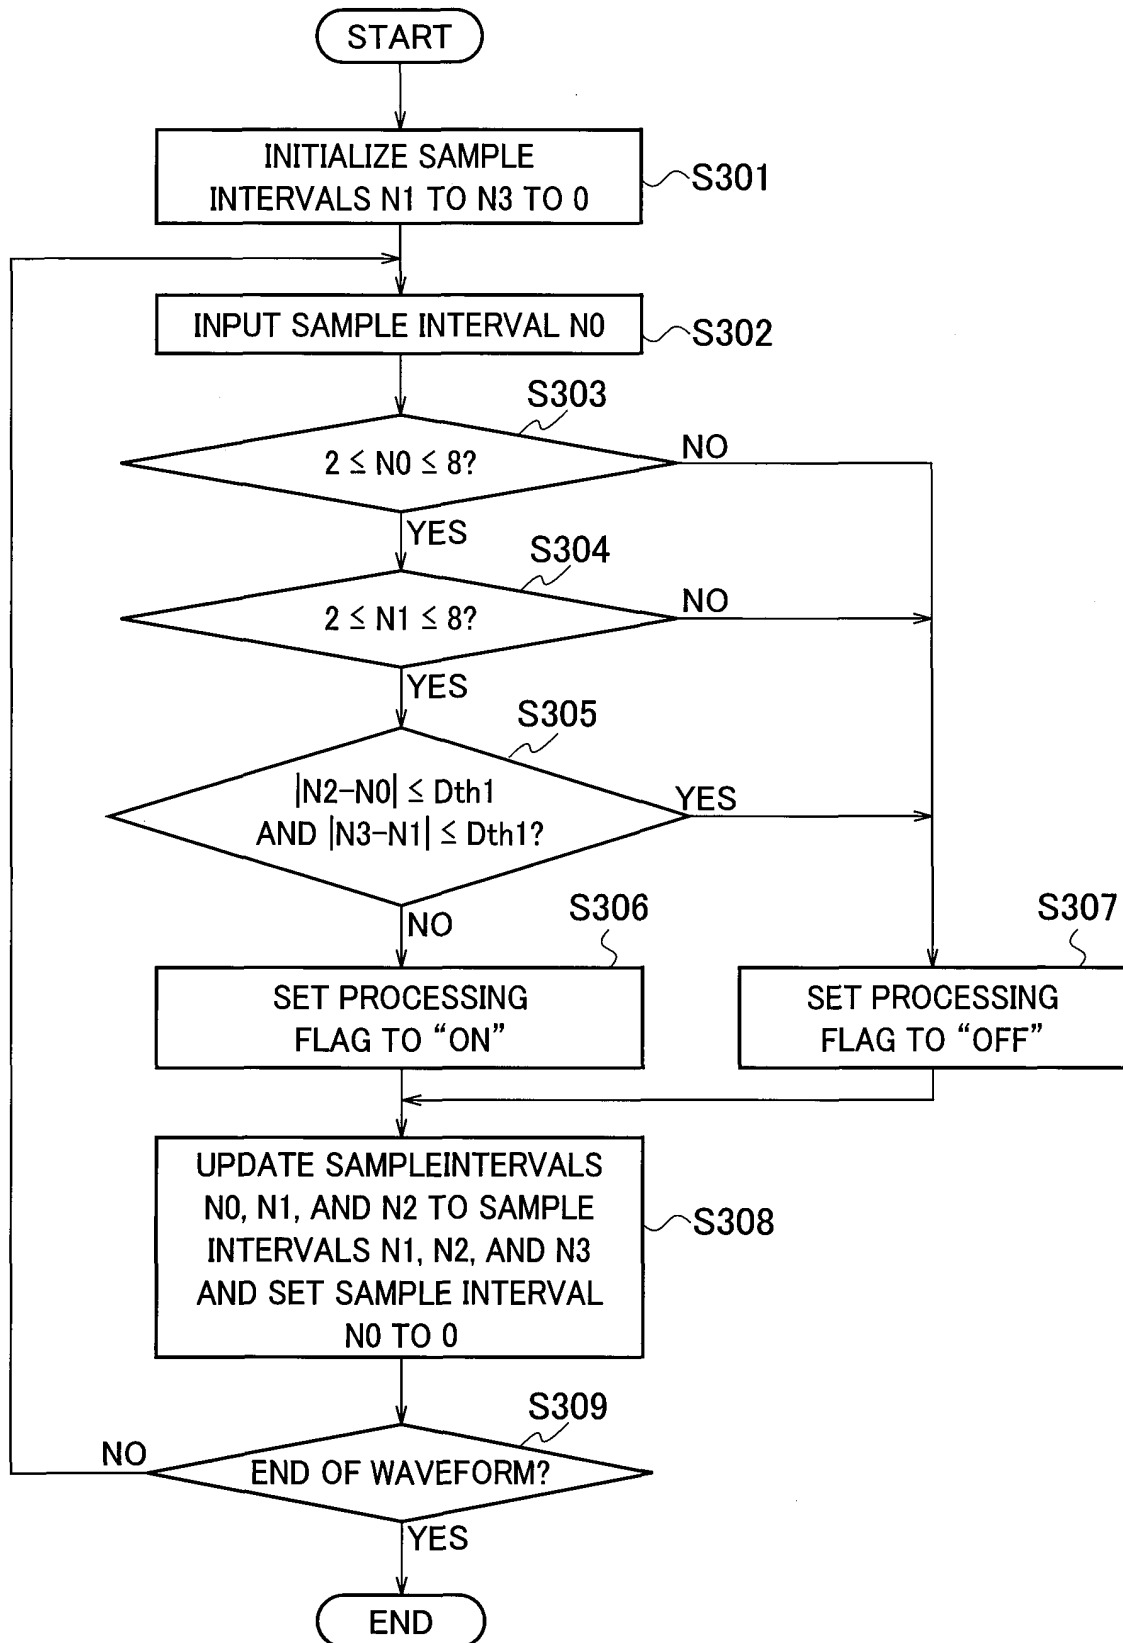 START
INITIALIZE SAMPLE
INTERVALS N1 TO N3 TO 0
S301
INPUT SAMPLE INTERVAL N0
S302
S303
2 ≤ N0 ≤ 8?
NO
YES
S304
2 ≤ N1 ≤ 8?
NO
YES
S305
|N2-N0| ≤ Dth1
AND |N3-N1| ≤ Dth1?
YES
NO
S306
SET PROCESSING
FLAG TO “ON”
S307
SET PROCESSING
FLAG TO “OFF”
UPDATE SAMPLEINTERVALS
N0, N1, AND N2 TO SAMPLE
INTERVALS N1, N2, AND N3
AND SET SAMPLE INTERVAL
N0 TO 0
S308
S309
END OF WAVEFORM?
NO
YES
END